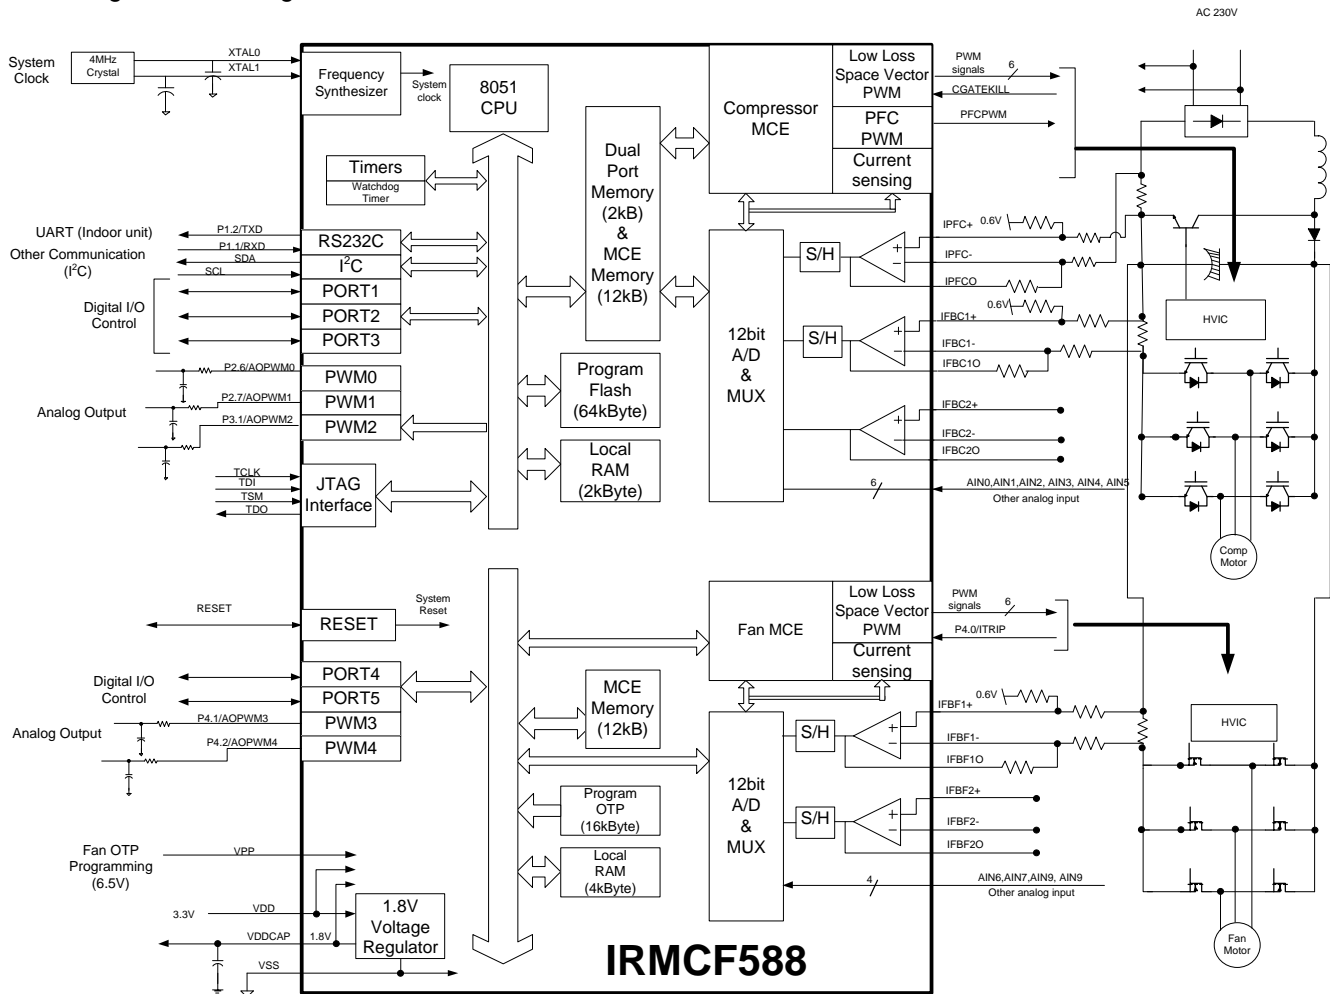 AC 230V
System
Clock
4MHz
Crystal
XTAL0
XTAL1
Frequency
Synthesizer
System
clock
8051
CPU
Timers
Watchdog
Timer
Dual
Port
Memory
(2kB)
&
MCE
Memory
(12kB)
Compressor
MCE
Low Loss
Space Vector
PWM
PFC
PWM
Current
sensing
PWM
signals
6
CGATEKILL
PFCPWM
UART (Indoor unit)
Other Communication
(I2C)
Digital I/O
Control
P1.2/TXD
P1.1/RXD
SDA
SCL
RS232C
I2C
PORT1
PORT2
PORT3
Analog Output
P2.6/AOPWM0
P2.7/AOPWM1
P3.1/AOPWM2
PWM0
PWM1
PWM2
TCLK
TDI
TSM
TDO
JTAG
Interface
Program
Flash
(64kByte)
Local
RAM
(2kByte)
12bit
A/D
&
MUX
S/H
S/H
IPFC+
0.6V
IPFC-
IPFCO
0.6V
IFBC1+
IFBC1-
IFBC1O
IFBC2+
IFBC2-
IFBC2O
6
AIN0,AIN1,AIN2, AIN3, AIN4, AIN5
Other analog input
HVIC
Comp
Motor
RESET
RESET
System
Reset
Digital I/O
Control
PORT4
PORT5
Analog Output
P4.1/AOPWM3
P4.2/AOPWM4
PWM3
PWM4
Fan MCE
Low Loss
Space Vector
PWM
Current
sensing
PWM
signals
6
P4.0/ITRIP
MCE
Memory
(12kB)
Program
OTP
(16kByte)
Local
RAM
(4kByte)
12bit
A/D
&
MUX
S/H
S/H
0.6V
IFBF1+
IFBF1-
IFBF1O
IFBF2+
IFBF2-
IFBF2O
4
AIN6,AIN7,AIN9, AIN9
Other analog input
HVIC
Fan
Motor
Fan OTP
Programming
(6.5V)
VPP
3.3V
VDD
VDDCAP
1.8V
VSS
1.8V
Voltage
Regulator
IRMCF588